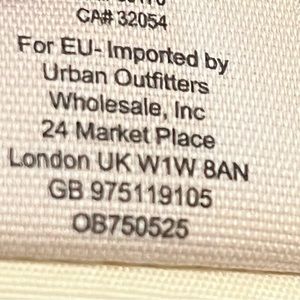 CA# 32054
For EU- Imported by
Urban Outfitters
Wholesale, Inc
24 Market Place
London UK W1W 8AN
GB 975119105
OB750525